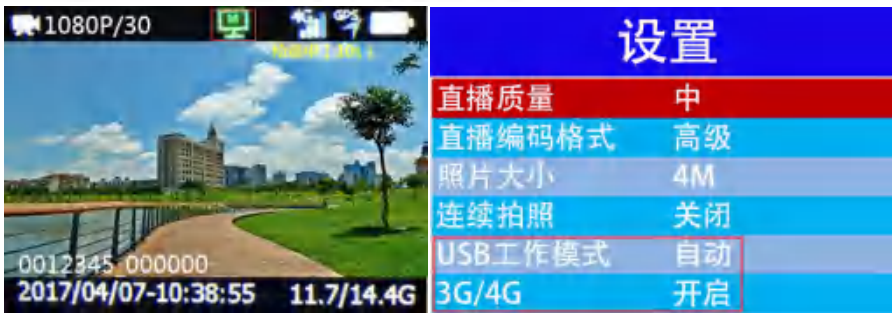 1080P/30 M 4G GPS
0012345_000000
2017/04/07-10:38:55 11.7/14.4G
设置
直播质量 中
直播编码格式 高级
照片大小 4M
连续拍照 关闭
USB工作模式 自动
3G/4G 开启